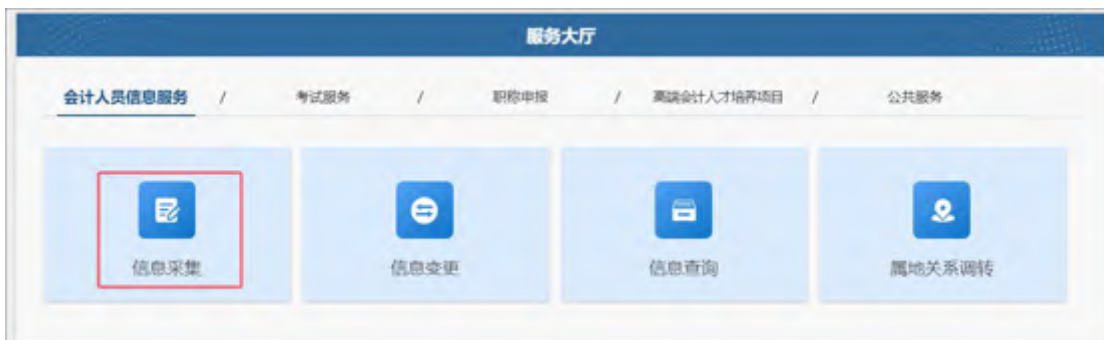 服务大厅
会计人员信息服务 / 考试服务 / 职称申报 / 高端会计人才培养项目 / 公共服务
信息采集 信息变更 信息查询 属地关系调转